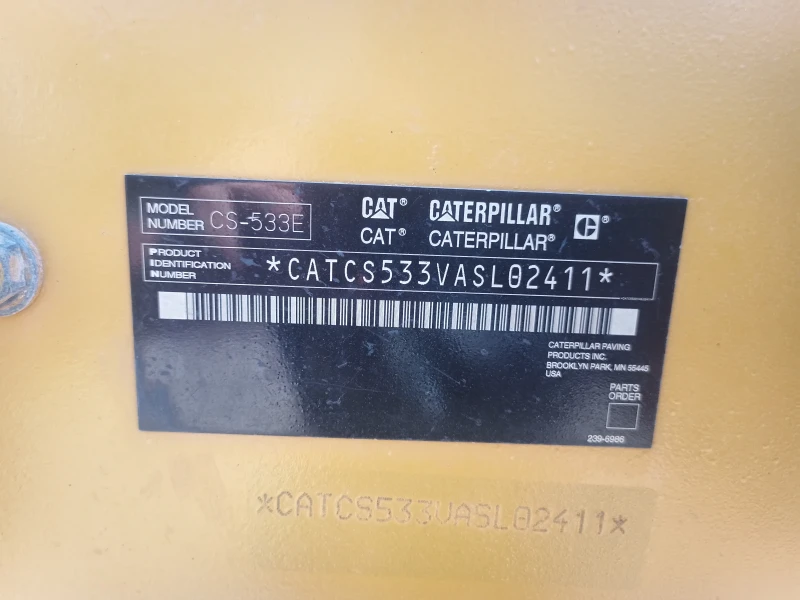 MODEL
NUMBER CS-533E
CAT® CATERPILLAR®
CAT® CATERPILLAR®
PRODUCT
IDENTIFICATION
NUMBER
*CATCS533VASL02411*
CATERPILLAR PAVING
PRODUCTS INC.
BROOKLYN PARK, MN 55445
USA
PARTS
ORDER
239-6986
*CATCS533VASL02411*